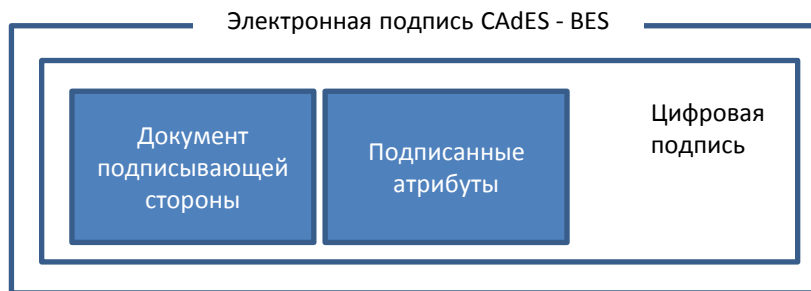 Электронная подпись CAdES - BES
Документ
подписывающей
стороны
Подписанные
атрибуты
Цифровая
подпись